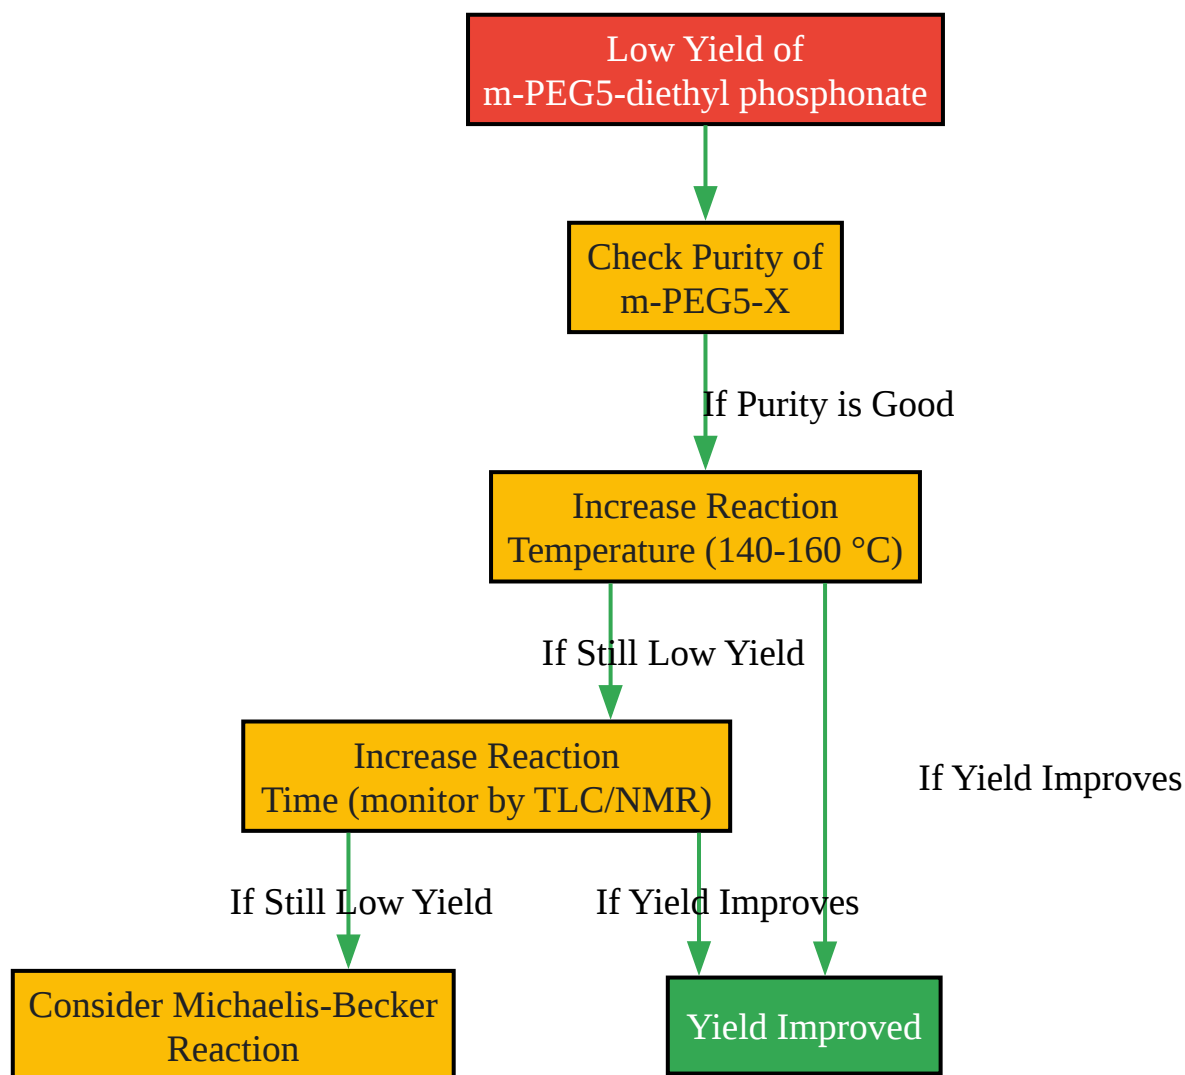 Low Yield of
m-PEG5-diethyl phosphonate
Check Purity of
m-PEG5-X
If Purity is Good
Increase Reaction
Temperature (140-160 °C)
If Still Low Yield
Increase Reaction
Time (monitor by TLC/NMR)
If Yield Improves
If Still Low Yield
If Yield Improves
Consider Michaelis-Becker
Reaction
Yield Improved